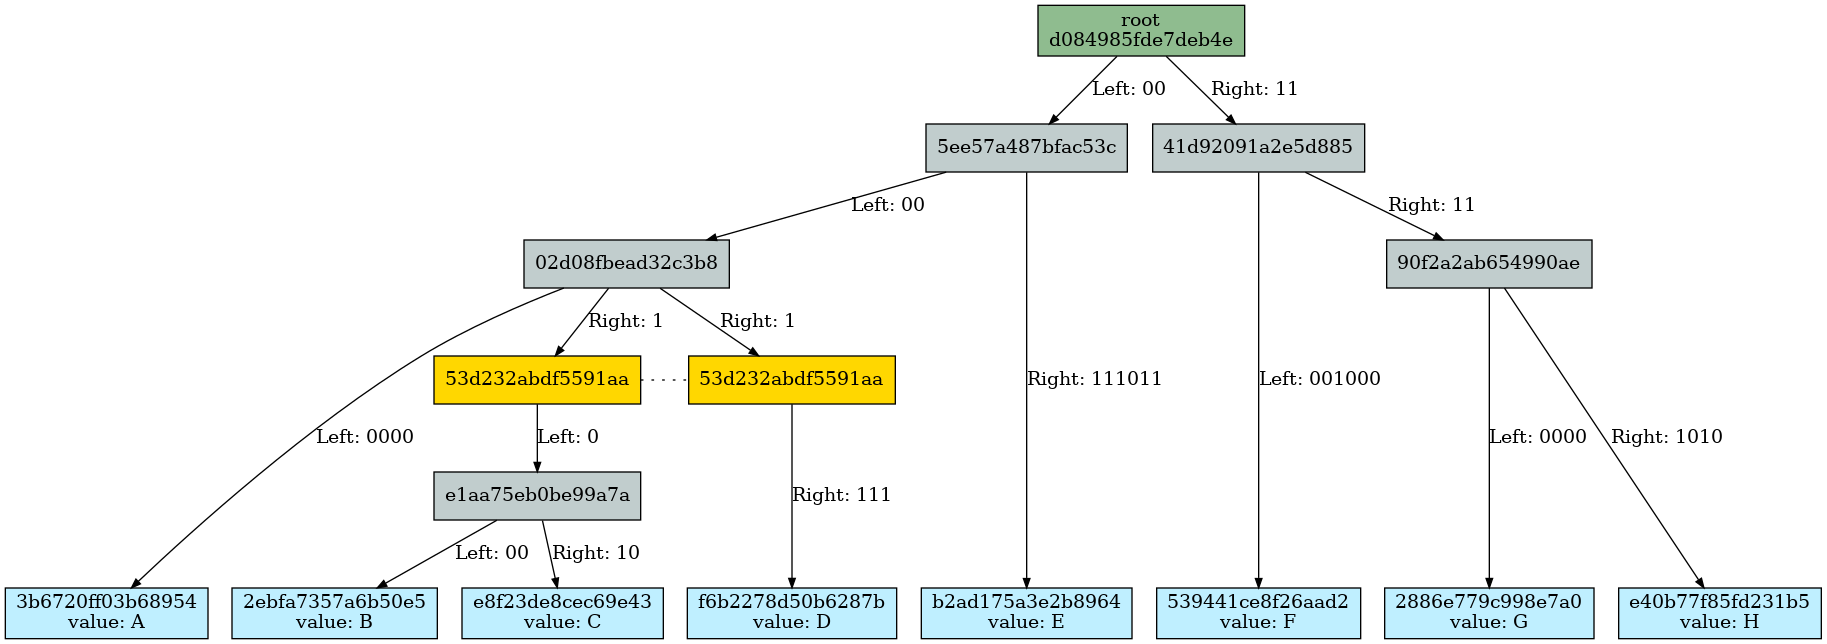 root
d084985fde7deb4e
Left: 00
Right: 11
5ee57a487bfac53c
41d92091a2e5d885
Left: 00
Right: 11
02d08fbead32c3b8
90f2a2ab654990ae
Right: 1
Right: 1
53d232abdf5591aa
53d232abdf5591aa
Right: 111011
Left: 001000
Left: 0000
Left: 0
Left: 0000
Right: 1010
e1aa75eb0be99a7a
Right: 111
Left: 00
Right: 10
3b6720ff03b68954
value: A
2ebfa7357a6b50e5
value: B
e8f23de8cec69e43
value: C
f6b2278d50b6287b
value: D
b2ad175a3e2b8964
value: E
539441ce8f26aad2
value: F
2886e779c998e7a0
value: G
e40b77f85fd231b5
value: H